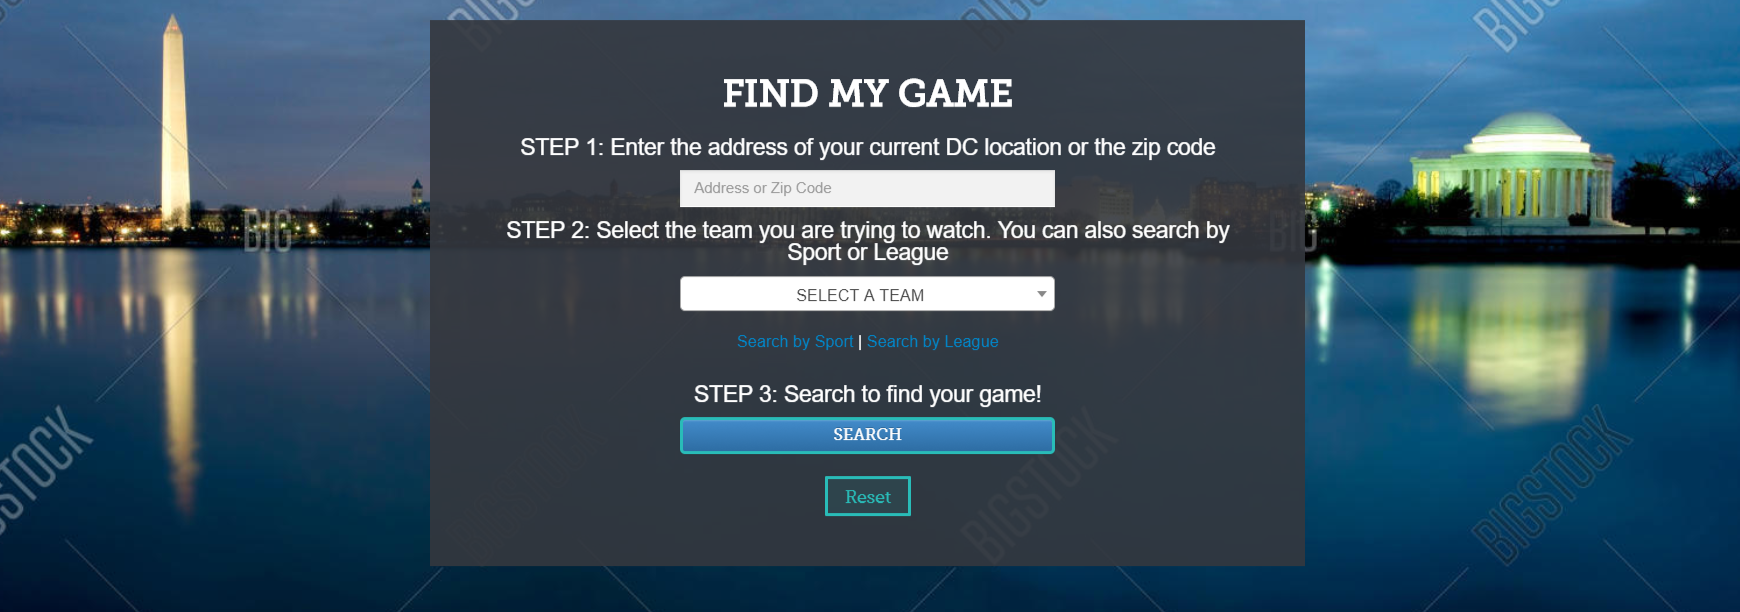 FIND MY GAME
STEP 1: Enter the address of your current DC location or the zip code
Address or Zip Code
STEP 2: Select the team you are trying to watch. You can also search by
Sport or League
SELECT A TEAM
Search by Sport | Search by League
STEP 3: Search to find your game!
SEARCH
Reset
BIGSTOCK
BIGSTOCK
BIGSTOCK